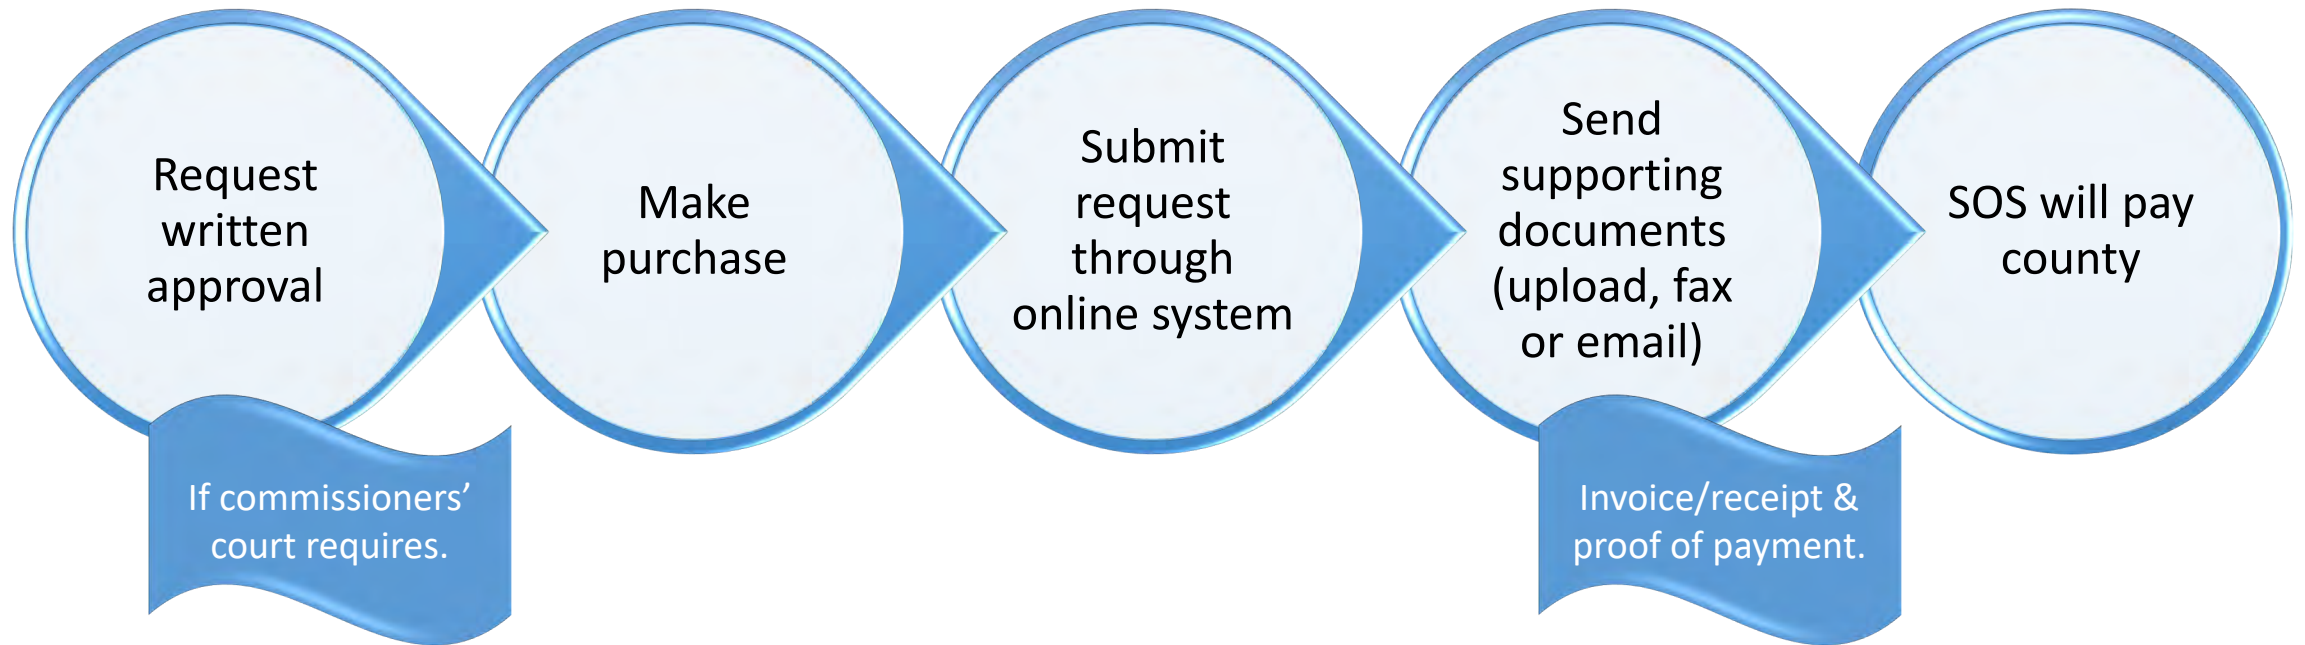 Request
written
approval
Make
purchase
Submit
request
through
online system
Send
supporting
documents
(upload, fax
or email)
SOS will pay
county
If commissioners’
court requires.
Invoice/receipt &
proof of payment.